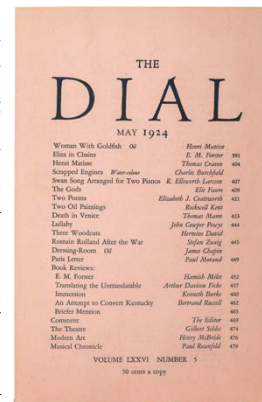 THE
DIAL
MAY 1924
Woman With Goldfish Oil Henri Matisse
Elies in Chains E. M. Forster 391
Henri Matisse Thomas Craven 404
Scrapped Engines Water-colour Charles Burchfield
Swan Song Arranged for Two Pianos R. Ellsworth Larsson 407
The Gods Elie Faure 409
Two Poems Elizabeth J. Coatsworth 421
Two Oil Paintings Rockwell Kent
Death in Venice Thomas Mann 423
Lullaby John Cowper Powys 444
Three Woodcuts Hermine David
Romain Rolland After the War Stefan Zweig 445
Dressing-Room Oil James Chapin
Paris Letter Paul Morand 449
Book Reviews:
E. M. Forster Hamish Miles 452
Translating the Untranslatable Arthur Davison Ficke 457
Immersion Kenneth Burke 460
An Attempt to Convert Kentucky Bertrand Russell 462
Briefer Mention 465
Comment The Editor 469
The Theatre Gilbert Seldes 474
Modern Art Henry McBride 476
Musical Chronicle Paul Rosenfeld 479
VOLUME LXXVI NUMBER 5
50 cents a copy